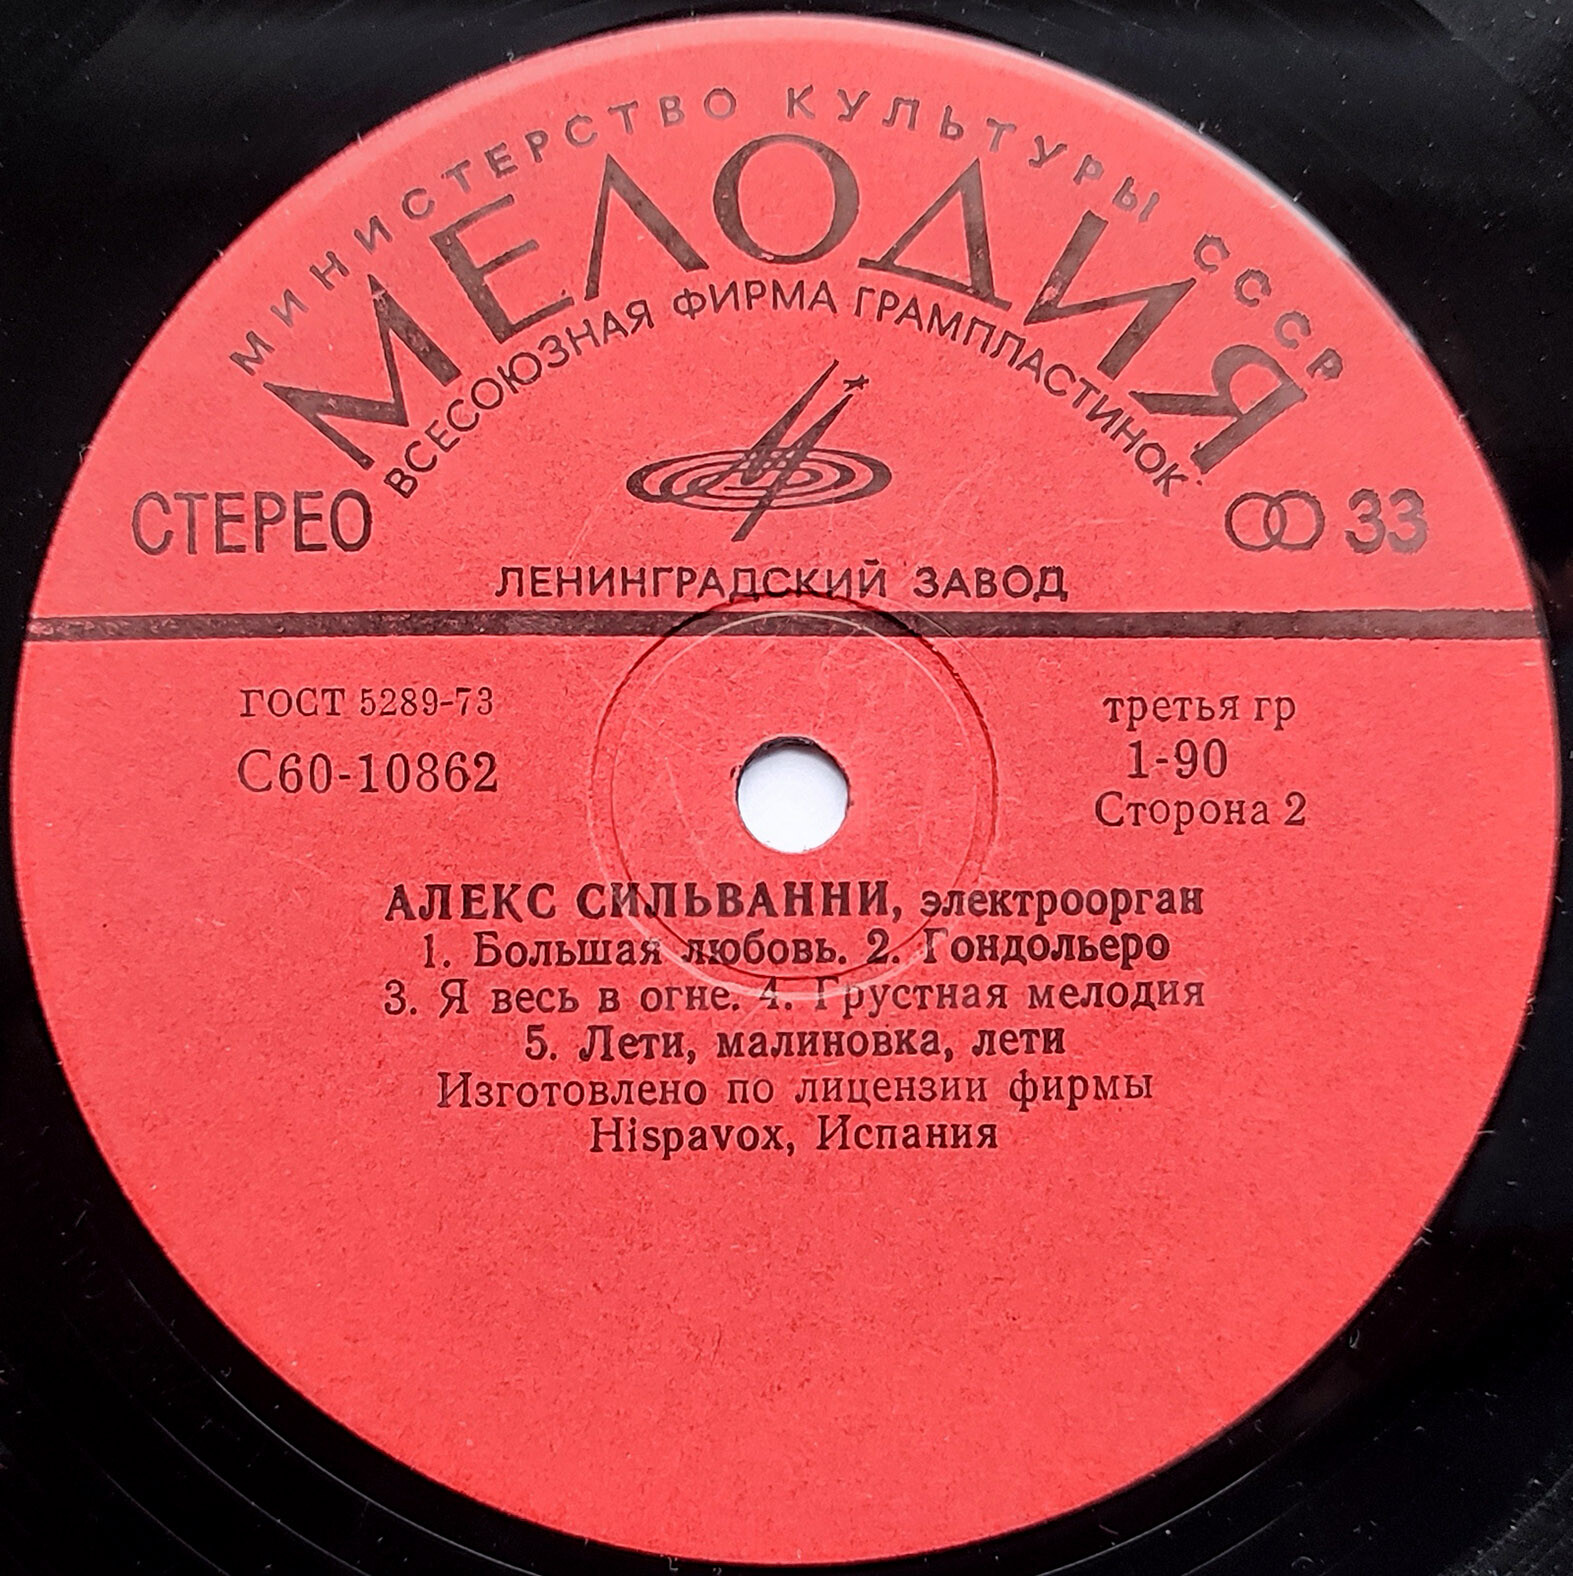 МИНИСТЕРСТВО КУЛЬТУРЫ СССР
МЕЛОДИЯ
ВСЕСОЮЗНАЯ ФИРМА ГРАМПЛАСТИНОК
СТЕРЕО
33
ЛЕНИНГРАДСКИЙ ЗАВОД
ГОСТ 5289-73
С60-10862
третья гр
1-90
Сторона 2
АЛЕКС СИЛЬВАННИ, электроорган
1. Большая любовь. 2. Гондольеро
3. Я весь в огне. 4. Грустная мелодия
5. Лети, малиновка, лети
Изготовлено по лицензии фирмы
Hispavox, Испания